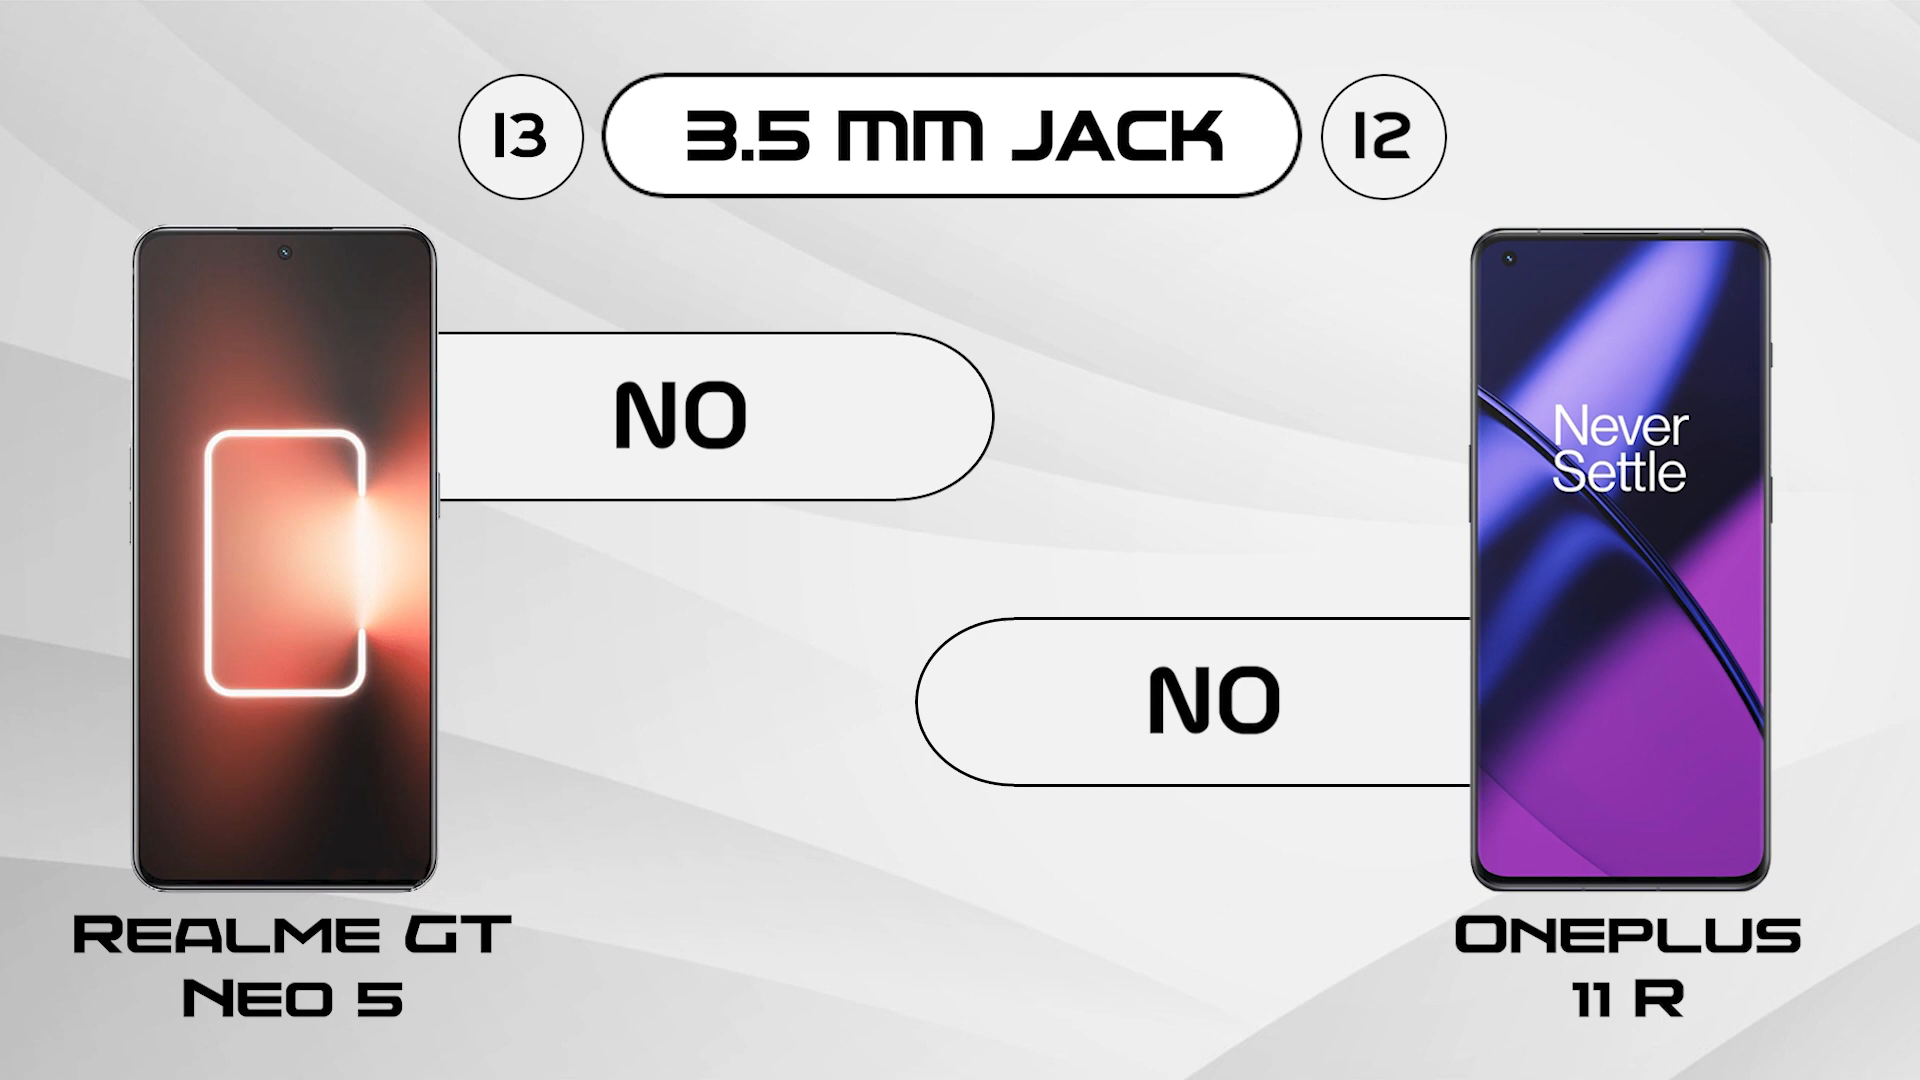 13
3.5 MM JACK
12
NO
Never
Settle
NO
REALME GT
NEO 5
ONEPLUS
11 R